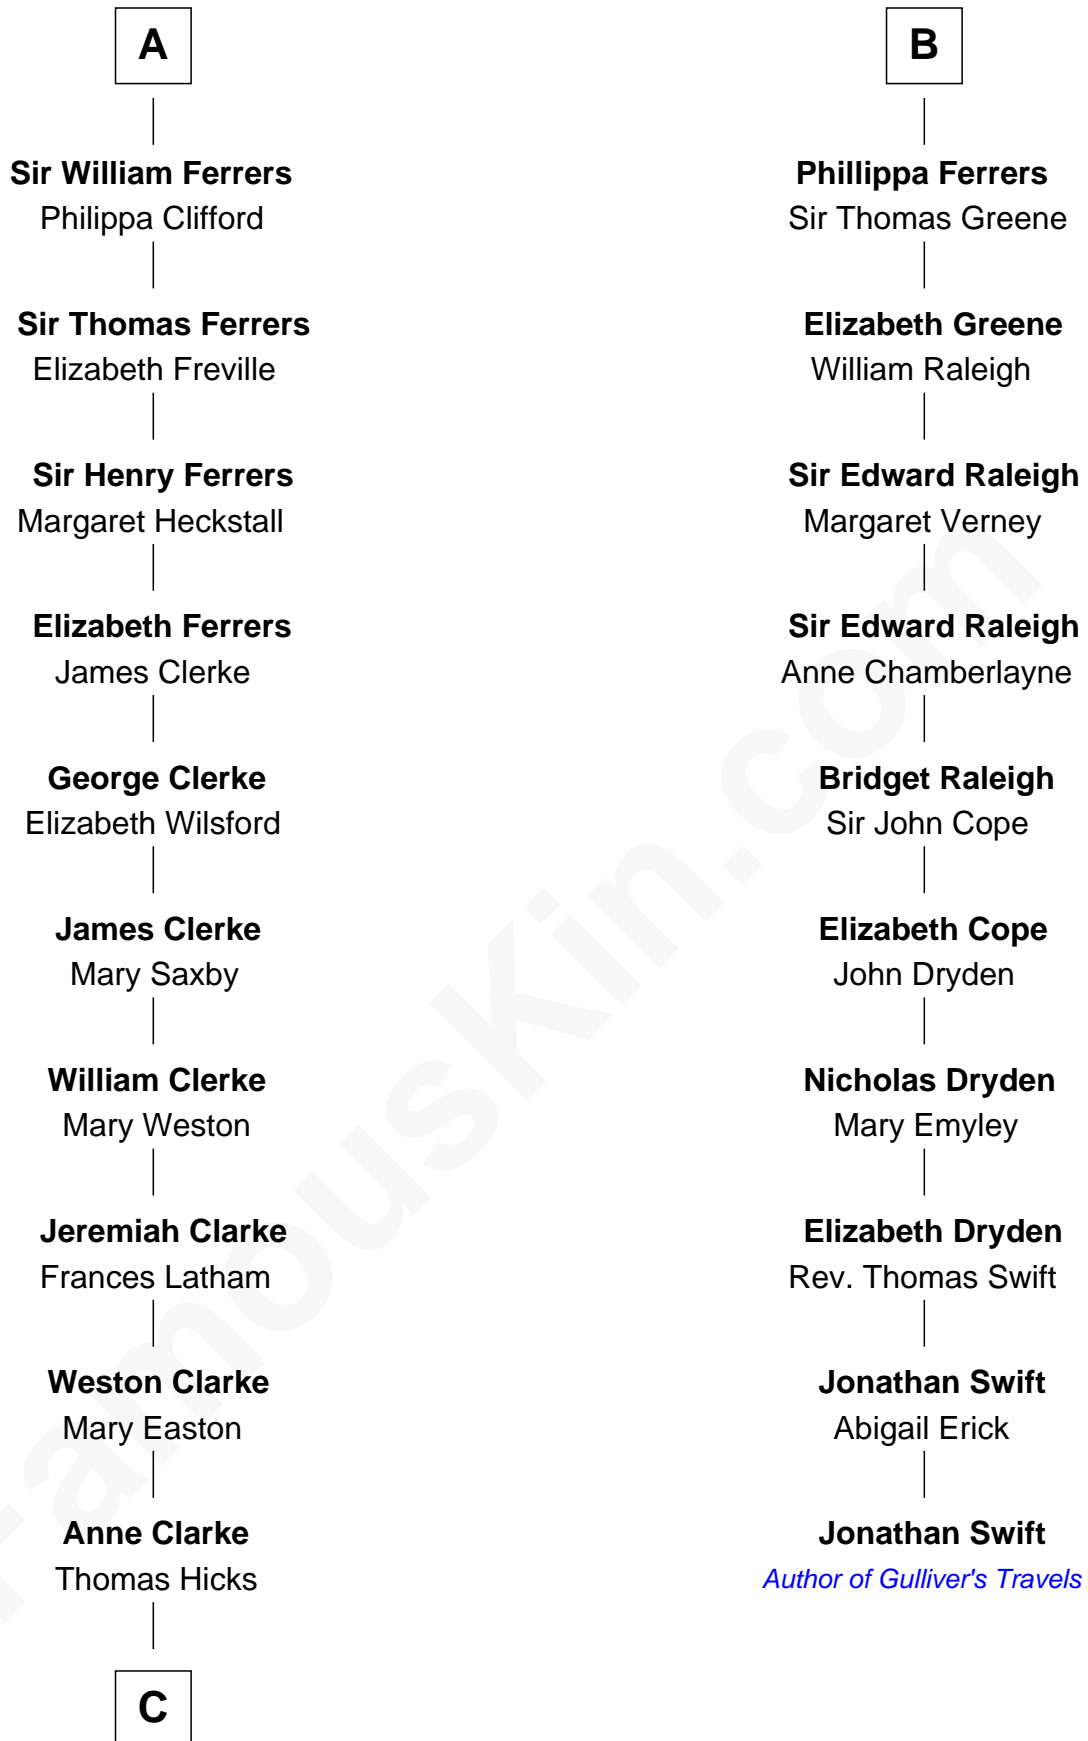 A
Sir William Ferrers
Philippa Clifford
Sir Thomas Ferrers
Elizabeth Freville
Sir Henry Ferrers
Margaret Heckstall
Elizabeth Ferrers
James Clerke
George Clerke
Elizabeth Wilsford
James Clerke
Mary Saxby
William Clerke
Mary Weston
Jeremiah Clarke
Frances Latham
Weston Clarke
Mary Easton
Anne Clarke
Thomas Hicks
C
B
Phillippa Ferrers
Sir Thomas Greene
Elizabeth Greene
William Raleigh
Sir Edward Raleigh
Margaret Verney
Sir Edward Raleigh
Anne Chamberlayne
Bridget Raleigh
Sir John Cope
Elizabeth Cope
John Dryden
Nicholas Dryden
Mary Emyley
Elizabeth Dryden
Rev. Thomas Swift
Jonathan Swift
Abigail Erick
Jonathan Swift
Author of Gulliver's Travels
FamousKin.com